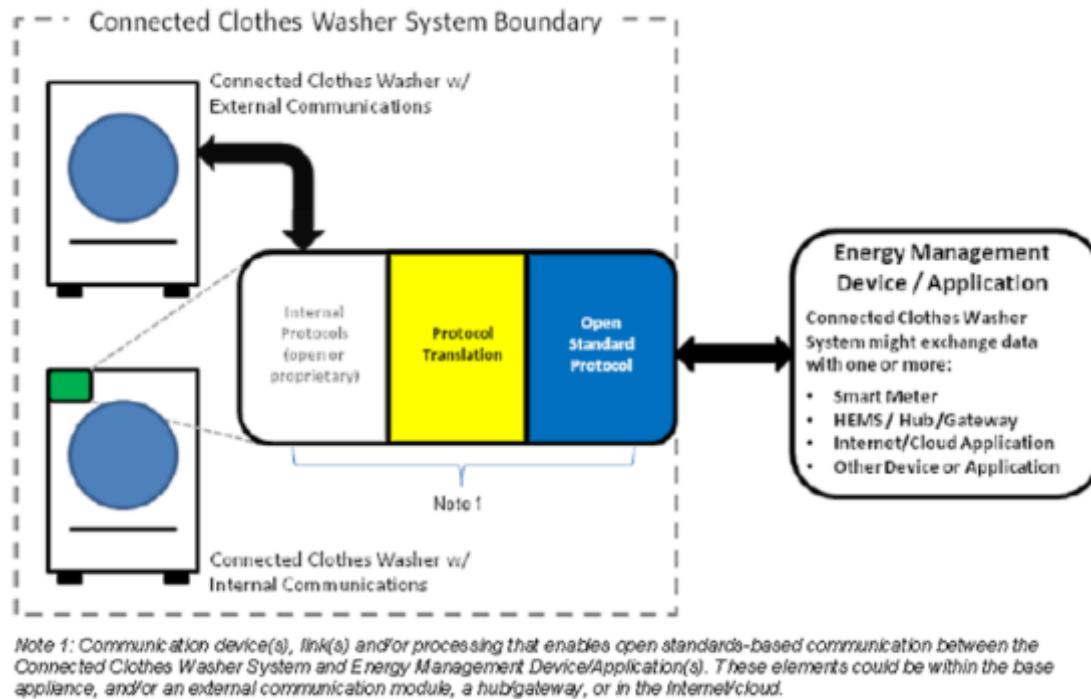 Connected Clothes Washer System Boundary
Connected Clothes Washer w/
External Communications
Internal
Protocols
(open or
proprietary)
Protocol
Translation
Open
Standard
Protocol
Note 1
Connected Clothes Washer w/
Internal Communications
Energy Management
Device / Application
Connected Clothes Washer
System might exchange data
with one or more:
• Smart Meter
• HEMS / Hub /Gateway
• Internet/Cloud Application
• Other Device or Application
Note 1: Communication device(s), link(s) and/or processing that enables open standards-based communication between the
Connected Clothes Washer System and Energy Management Device/Application(s). These elements could be within the base
appliance, and/or an external communication module, a hub/gateway, or in the Internet/cloud.